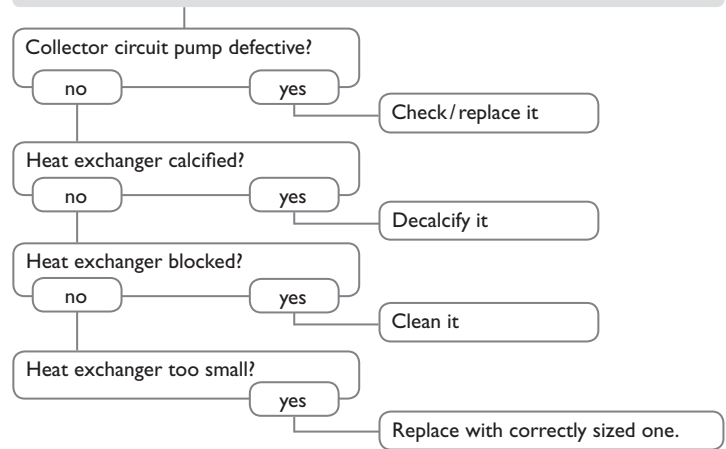 Collector circuit pump defective?
no
yes
Check/replace it
Heat exchanger calcified?
no
yes
Decalcify it
Heat exchanger blocked?
no
yes
Clean it
Heat exchanger too small?
yes
Replace with correctly sized one.